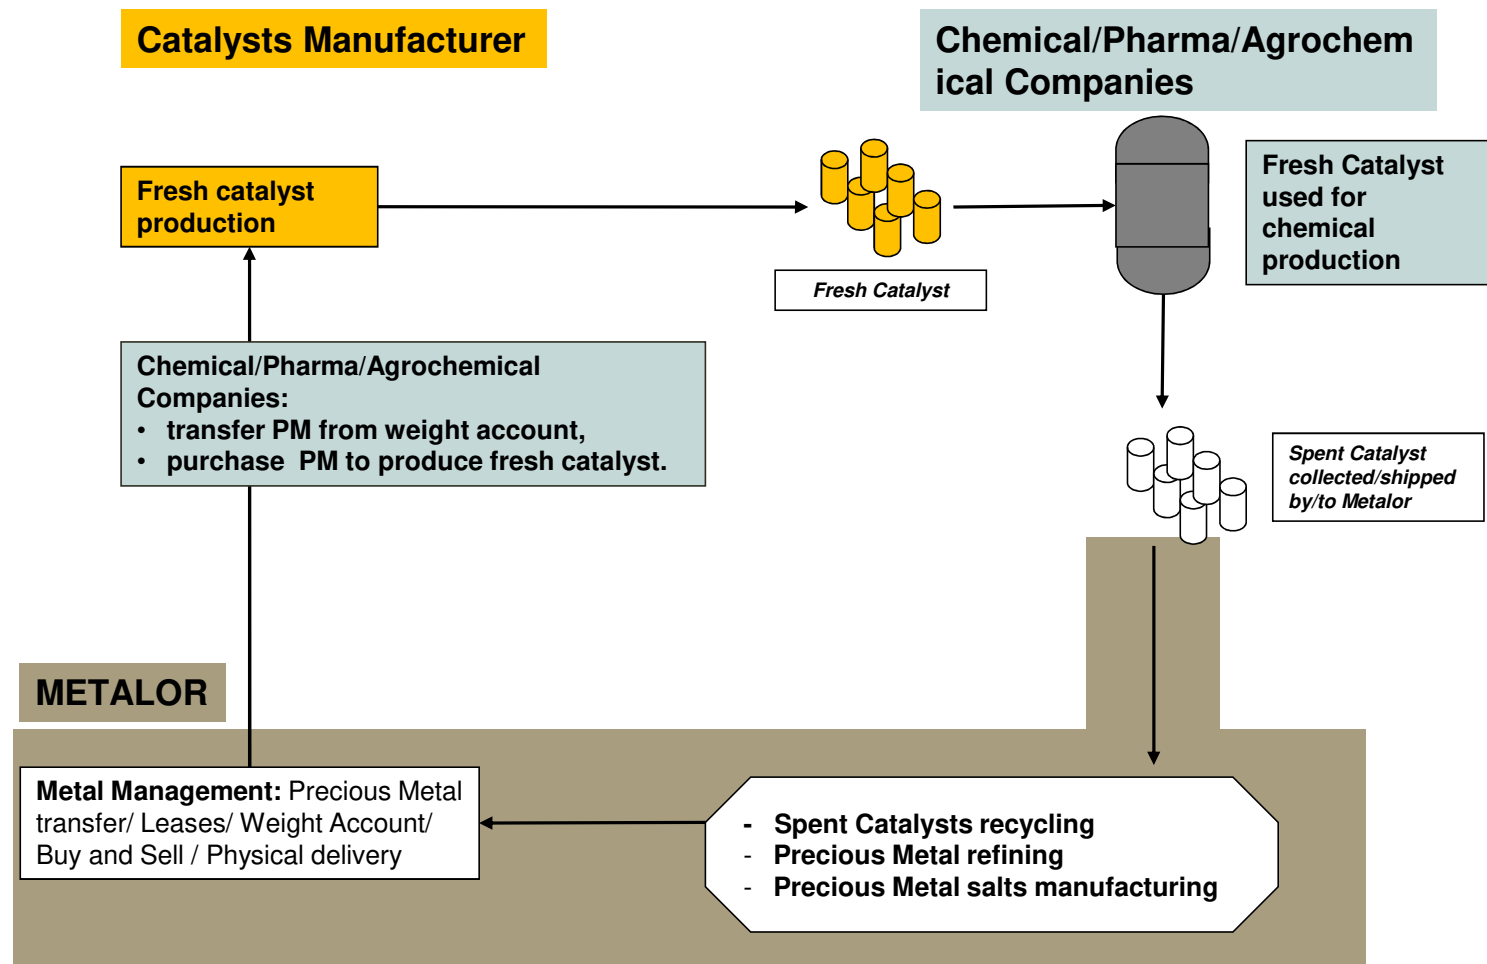 Catalysts Manufacturer
Chemical/Pharma/Agrochem
ical Companies
Fresh catalyst
production
Fresh Catalyst
used for
chemical
production
Fresh Catalyst
Chemical/Pharma/Agrochemical
Companies:
• transfer PM from weight account,
• purchase PM to produce fresh catalyst.
Spent Catalyst
collected/shipped
by/to Metalor
METALOR
Metal Management: Precious Metal
transfer/ Leases/ Weight Account/
Buy and Sell / Physical delivery
- Spent Catalysts recycling
- Precious Metal refining
- Precious Metal salts manufacturing